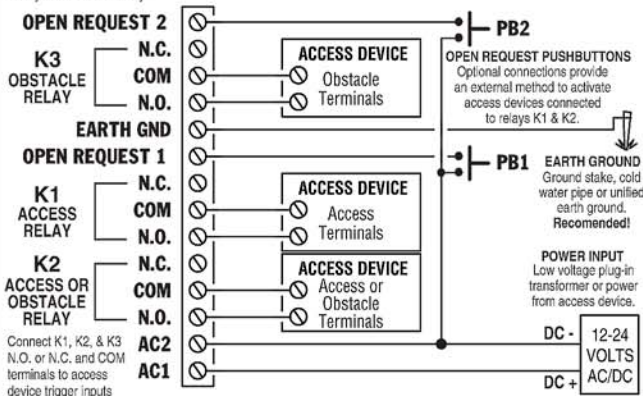 OPEN REQUEST 2
K3
OBSTACLE
RELAY
N.C.
COM
N.O.
EARTH GND
OPEN REQUEST 1
K1
ACCESS
RELAY
N.C.
COM
N.O.
K2
ACCESS OR
OBSTACLE
RELAY
N.C.
COM
N.O.
AC2
AC1
Connect K1, K2, & K3
N.O. or N.C. and COM
terminals to access
device trigger inputs
ACCESS DEVICE
Obstacle
Terminals
ACCESS DEVICE
Access
Terminals
ACCESS DEVICE
Access or
Obstacle
Terminals
PB2
OPEN REQUEST PUSHBUTTONS
Optional connections provide
an external method to activate
access devices connected
to relays K1 & K2.
PB1
EARTH GROUND
Ground stake, cold
water pipe or unified
earth ground.
Recomended!
POWER INPUT
Low voltage plug-in
transformer or power
from access device.
DC -
DC +
12-24
VOLTS
AC/DC